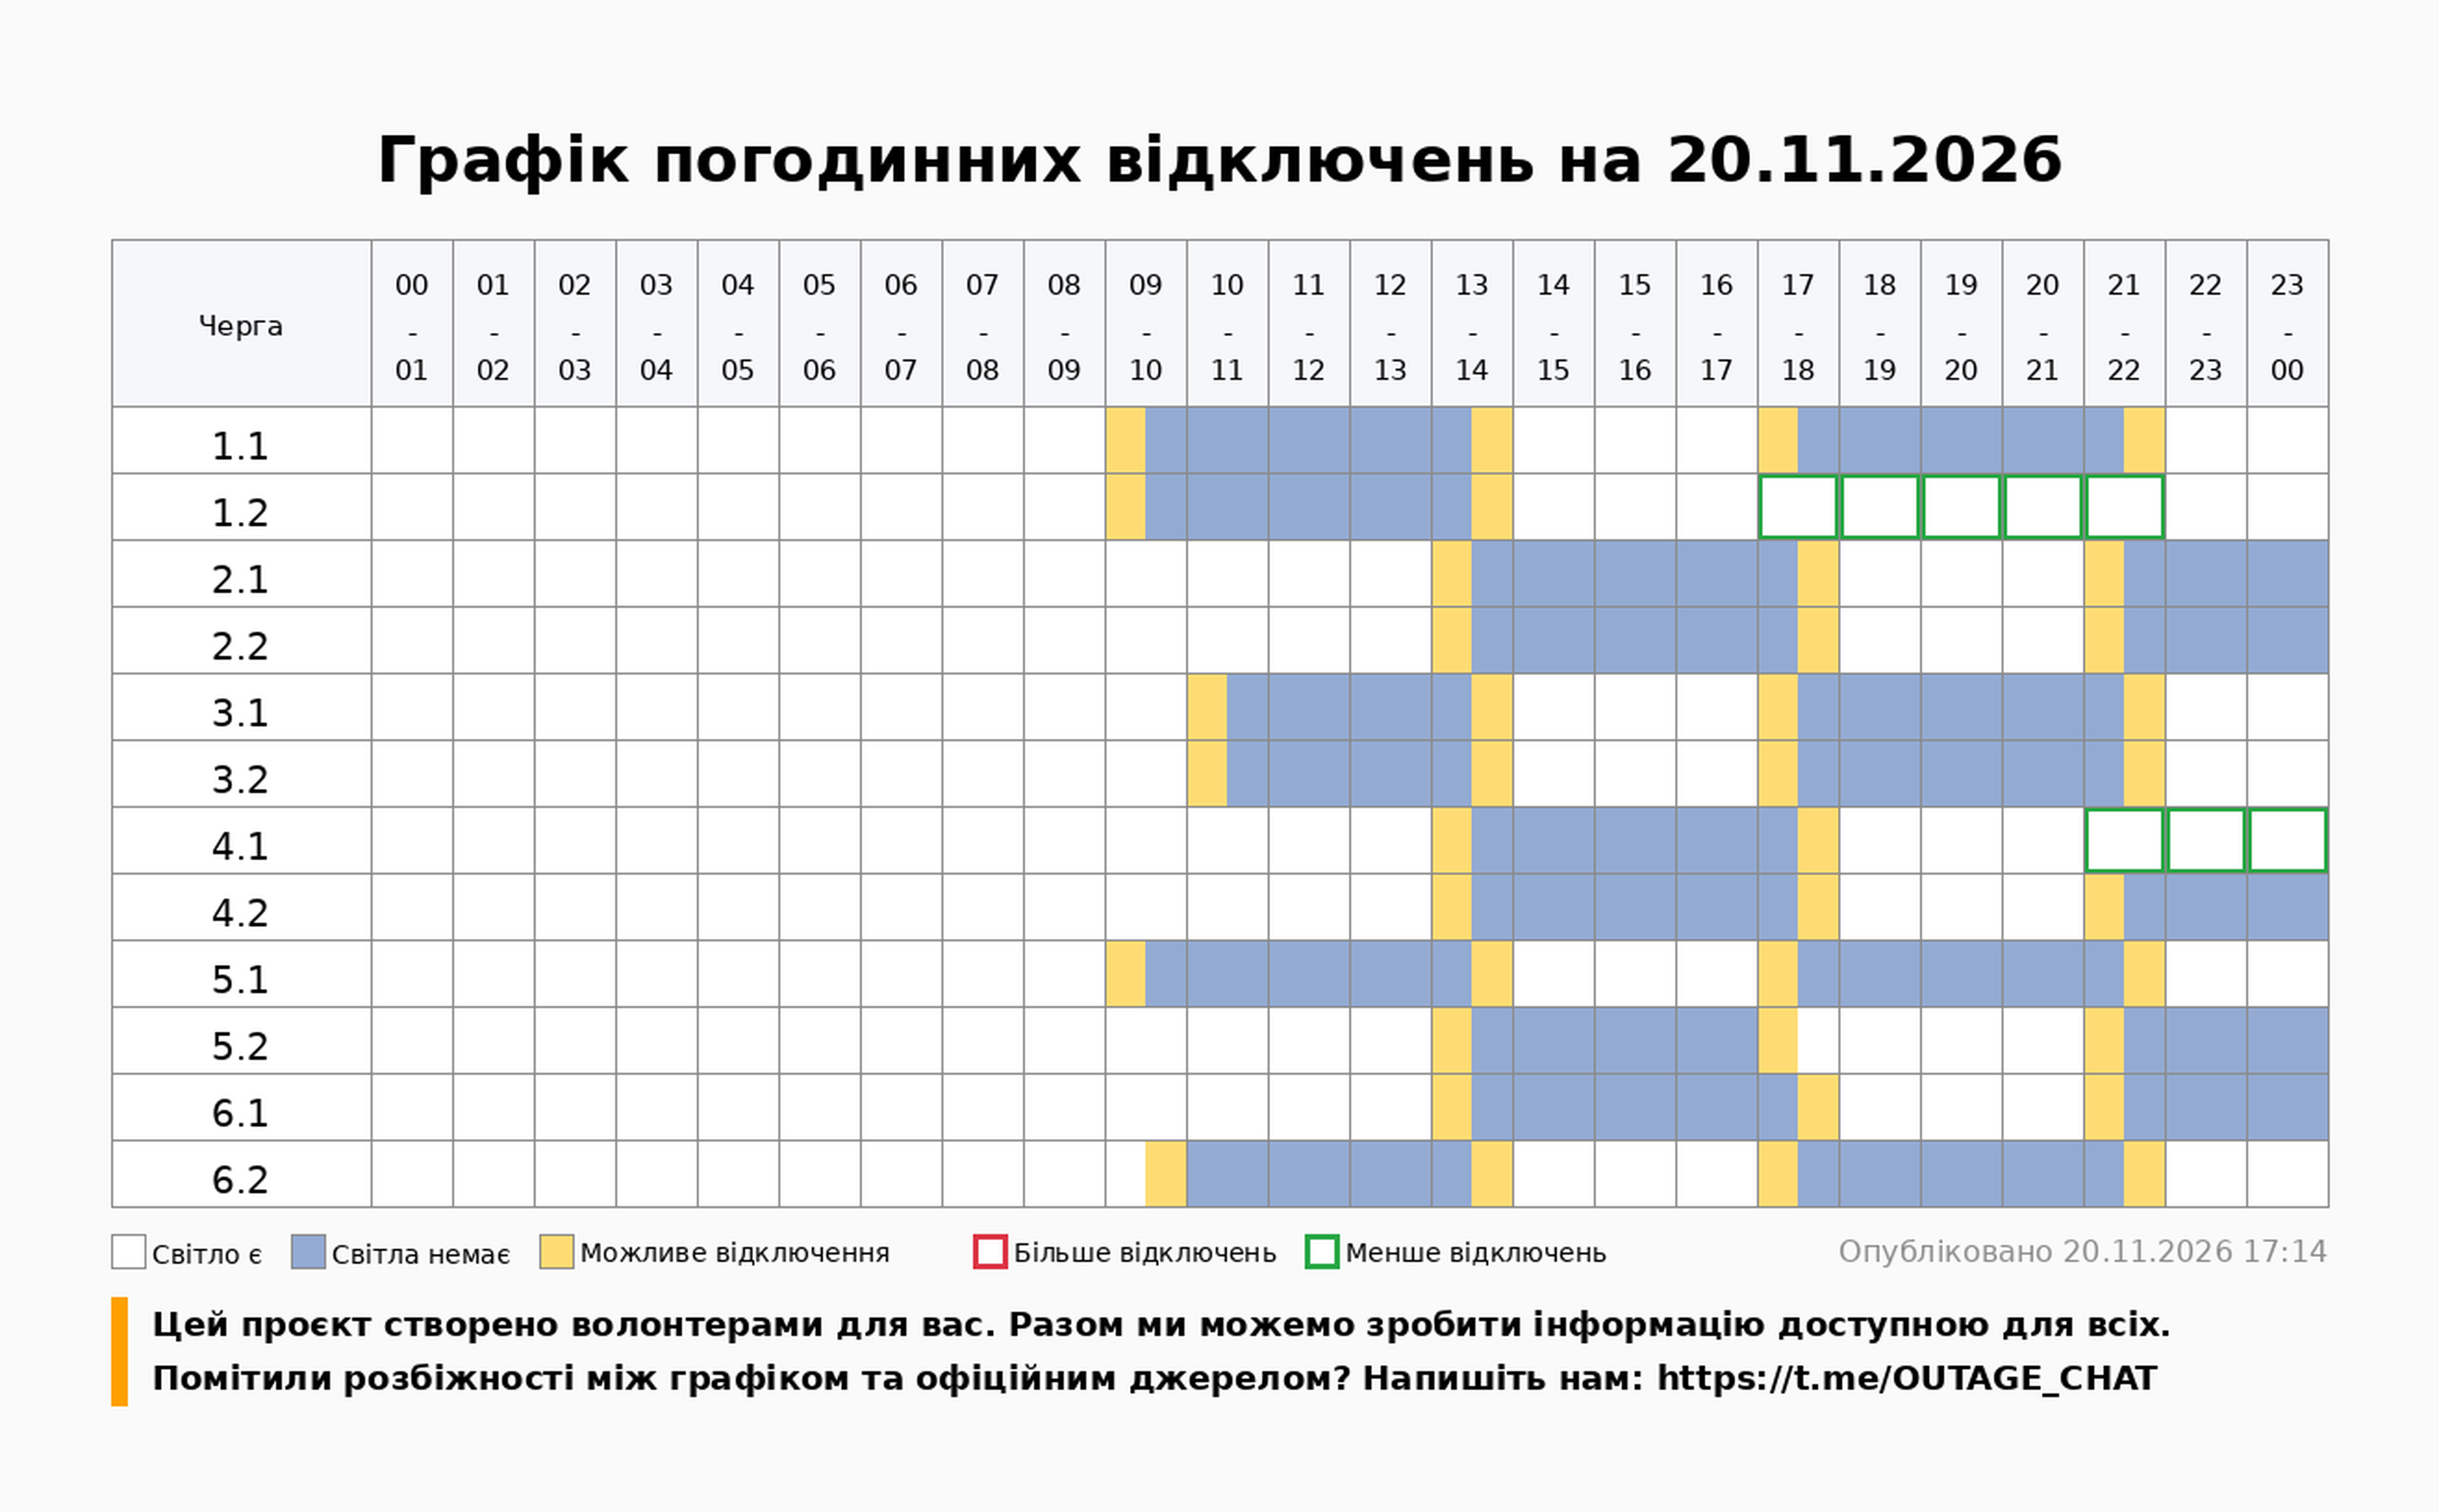 Графік погодинних відключень на 20.11.2026
Черга
00 - 01
01 - 02
02 - 03
03 - 04
04 - 05
05 - 06
06 - 07
07 - 08
08 - 09
09 - 10
10 - 11
11 - 12
12 - 13
13 - 14
14 - 15
15 - 16
16 - 17
17 - 18
18 - 19
19 - 20
20 - 21
21 - 22
22 - 23
23 - 00
1.1
1.2
2.1
2.2
3.1
3.2
4.1
4.2
5.1
5.2
6.1
6.2
Світло є
Світла немає
Можливе відключення
Більше відключень
Менше відключень
Опубліковано 20.11.2026 17:14
Цей проєкт створено волонтерами для вас. Разом ми можемо зробити інформацію доступною для всіх.
Помітили розбіжності між графіком та офіційним джерелом? Напишіть нам: https://t.me/OUTAGE_CHAT